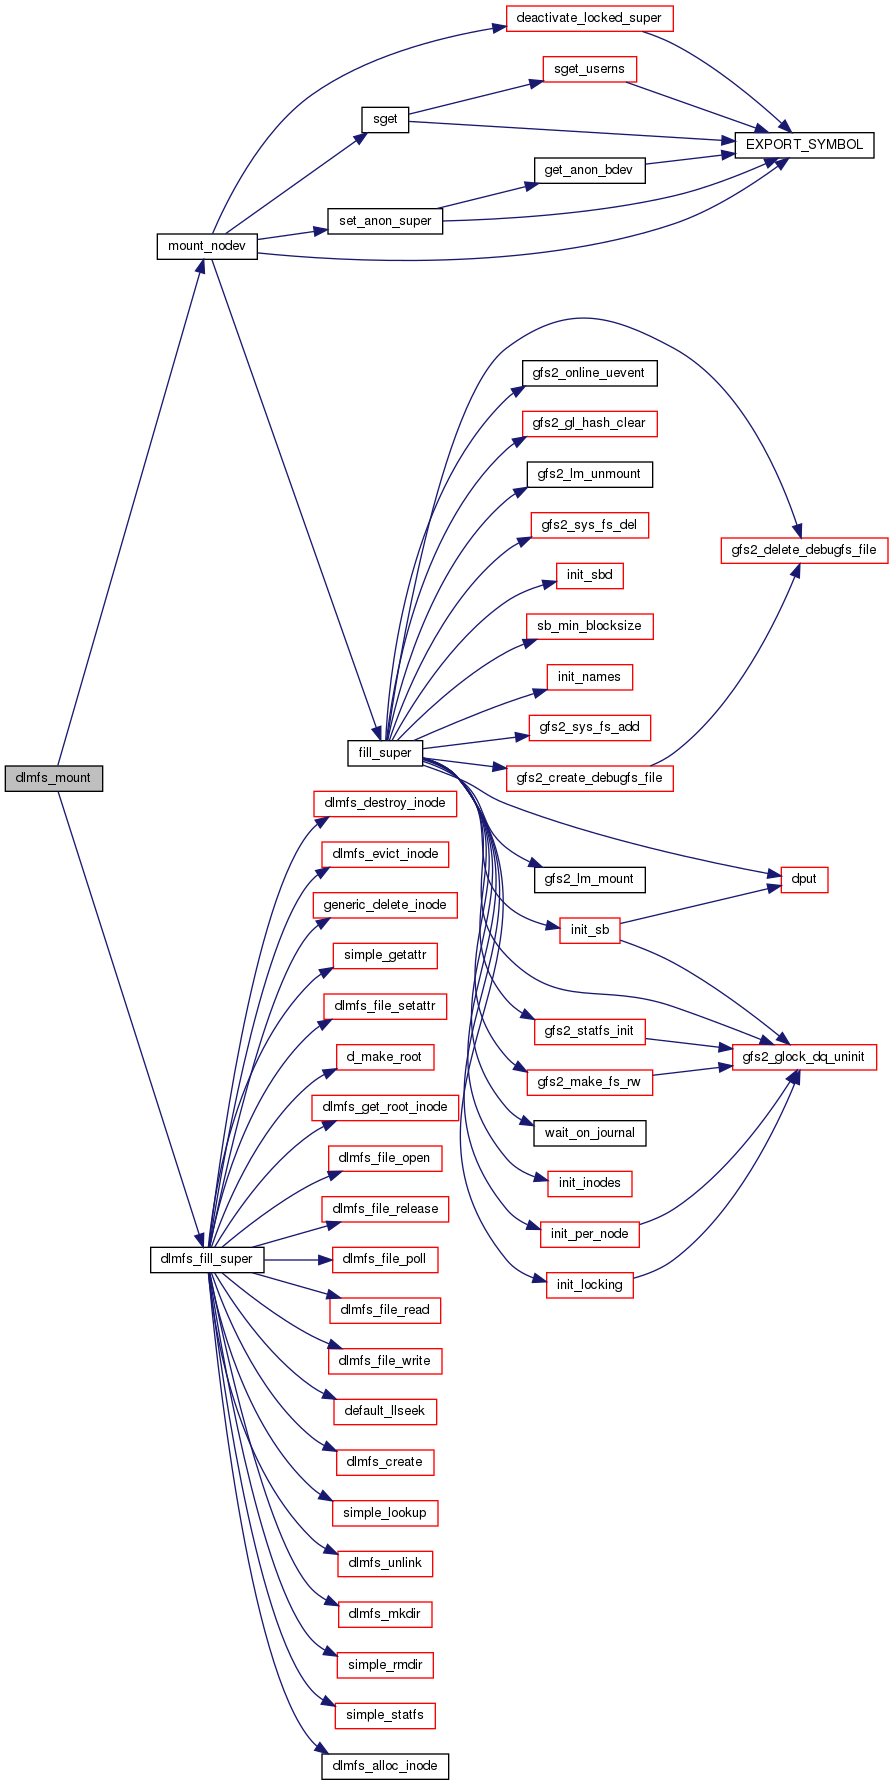 deactivate_locked_super
sget_userns
sget
EXPORT_SYMBOL
get_anon_bdev
set_anon_super
mount_nodev
gfs2_online_uevent
gfs2_gl_hash_clear
gfs2_lm_unmount
gfs2_sys_fs_del
gfs2_delete_debugfs_file
init_sbd
sb_min_blocksize
init_names
gfs2_sys_fs_add
fill_super
dlmfs_mount
gfs2_create_debugfs_file
dlmfs_destroy_inode
dlmfs_evict_inode
gfs2_lm_mount
dput
generic_delete_inode
init_sb
simple_getattr
dlmfs_file_setattr
gfs2_statfs_init
d_make_root
gfs2_glock_dq_uninit
gfs2_make_fs_rw
dlmfs_get_root_inode
wait_on_journal
dlmfs_file_open
init_inodes
dlmfs_file_release
init_per_node
dlmfs_fill_super
dlmfs_file_poll
init_locking
dlmfs_file_read
dlmfs_file_write
default_llseek
dlmfs_create
simple_lookup
dlmfs_unlink
dlmfs_mkdir
simple_rmdir
simple_statfs
dlmfs_alloc_inode